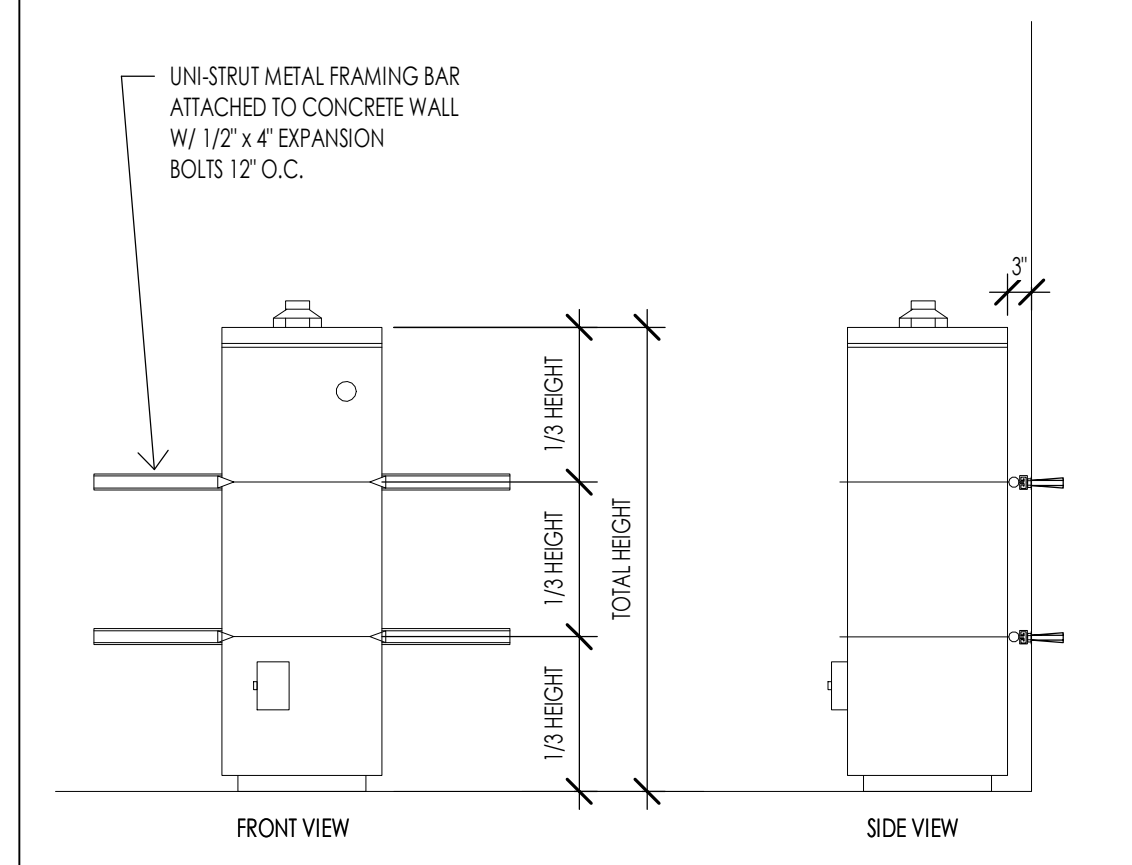 UNI-STRUT METAL FRAMING BAR
ATTACHED TO CONCRETE WALL
W/ 1/2" x 4" EXPANSION
BOLTS 12" O.C.
3"
1/3 HEIGHT
1/3 HEIGHT
1/3 HEIGHT
TOTAL HEIGHT
FRONT VIEW
SIDE VIEW